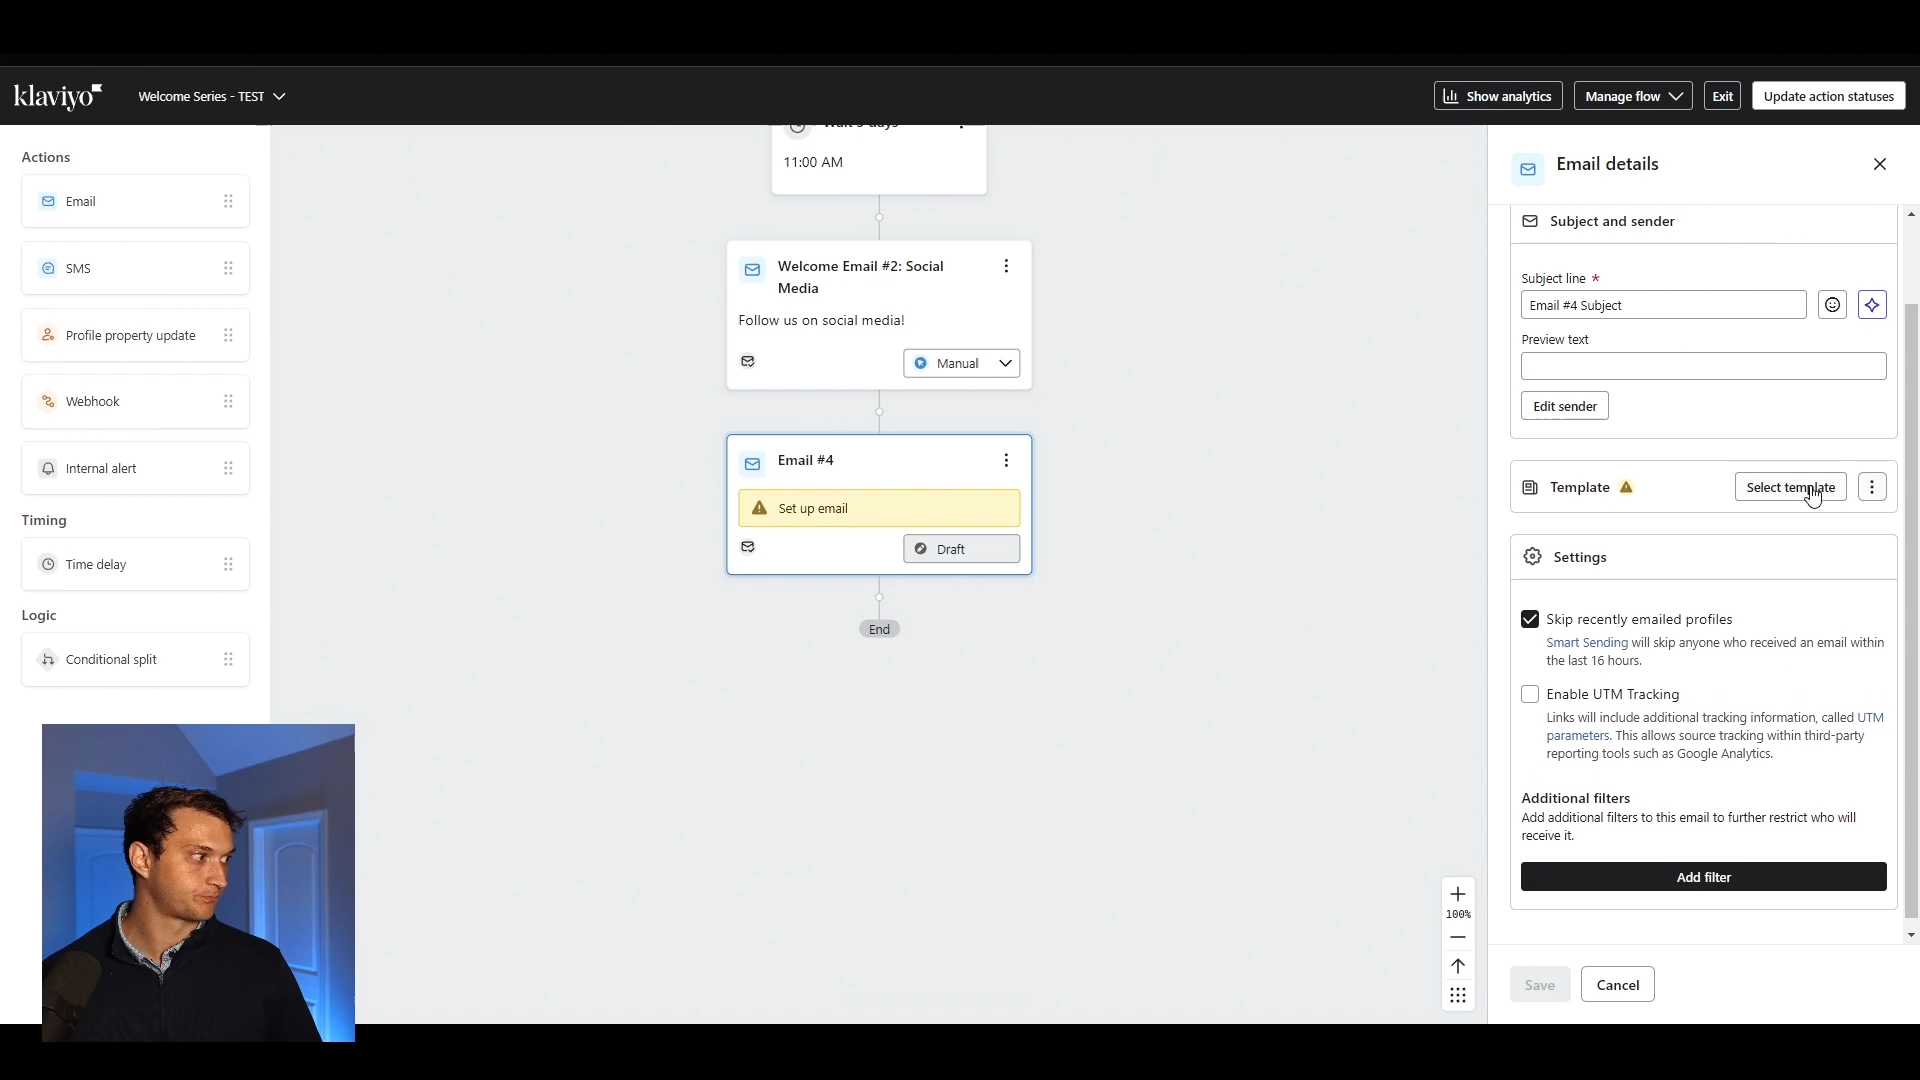 klaviyo
Welcome Series - TEST
Show analytics
Manage flow
Exit
Update action statuses
Actions
Email
SMS
Profile property update
Webhook
Internal alert
Timing
Time delay
Logic
Conditional split
11:00 AM
Welcome Email #2: Social
Media
Follow us on social media!
Manual
Email #4
Set up email
Draft
End
100%
Email details
Subject and sender
Subject line *
Email #4 Subject
Preview text
Edit sender
Template
Select template
Settings
Skip recently emailed profiles
Smart Sending will skip anyone who received an email within
the last 16 hours.
Enable UTM Tracking
Links will include additional tracking information, called UTM
parameters. This allows source tracking within third-party
reporting tools such as Google Analytics.
Additional filters
Add additional filters to this email to further restrict who will
receive it.
Add filter
Save
Cancel